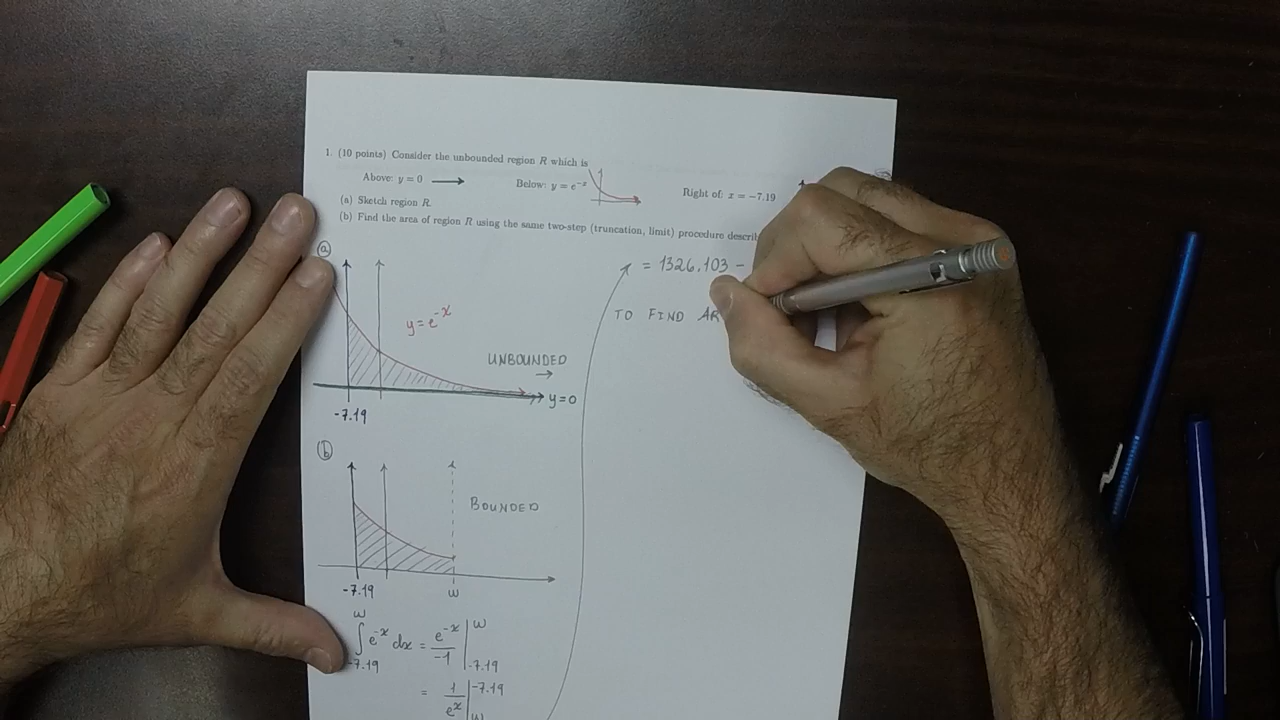 1. (10 points) Consider the unbounded region R which is
Above: y = 0 Below: y = e^-x Right of: x = -7.19
(a) Sketch region R.
(b) Find the area of region R using the same two-step (truncation, limit) procedure
(a)
y = e^-x
UNBOUNDED
→
y=0
-7.19
(b)
BOUNDED
-7.19 w
∫_{-7.19}^{w} e^-x dx = e^-x/-1 |_{-7.19}^{w}
= 1/e^x |_{w}^{-7.19}
= 1326.103 -
TO FIND